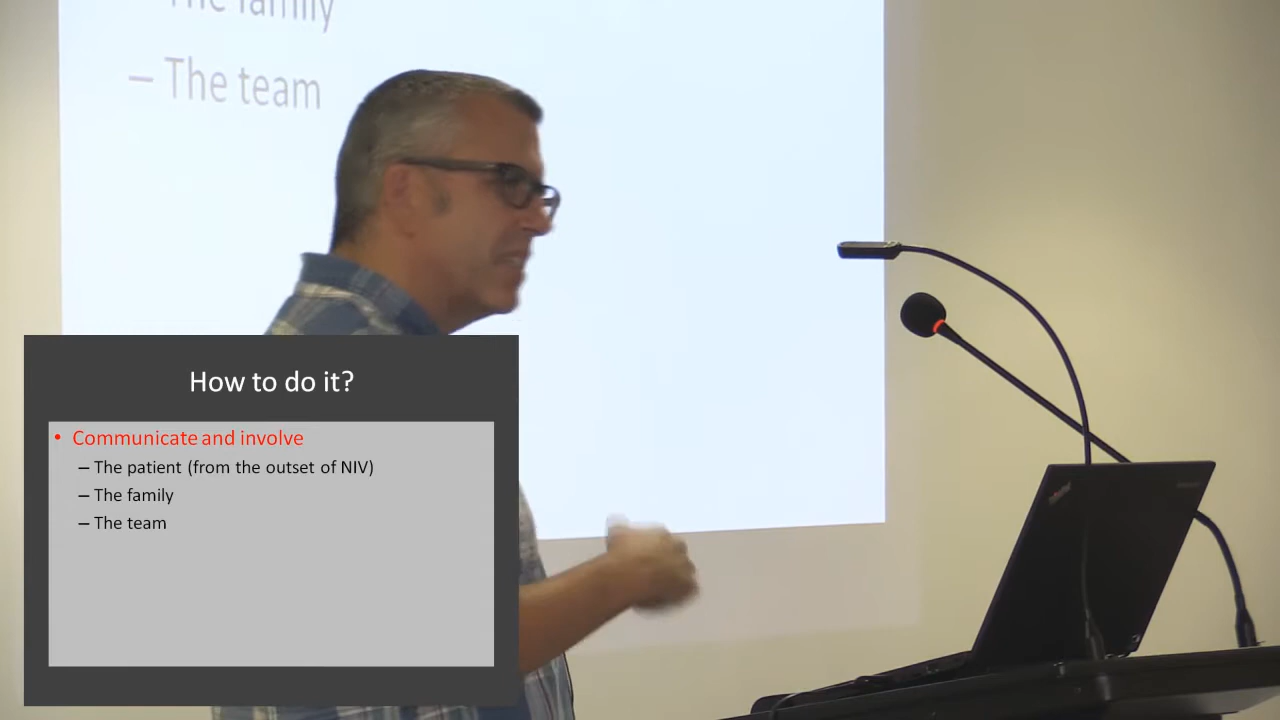 The family
– The team
How to do it?
• Communicate and involve
– The patient (from the outset of NIV)
– The family
– The team